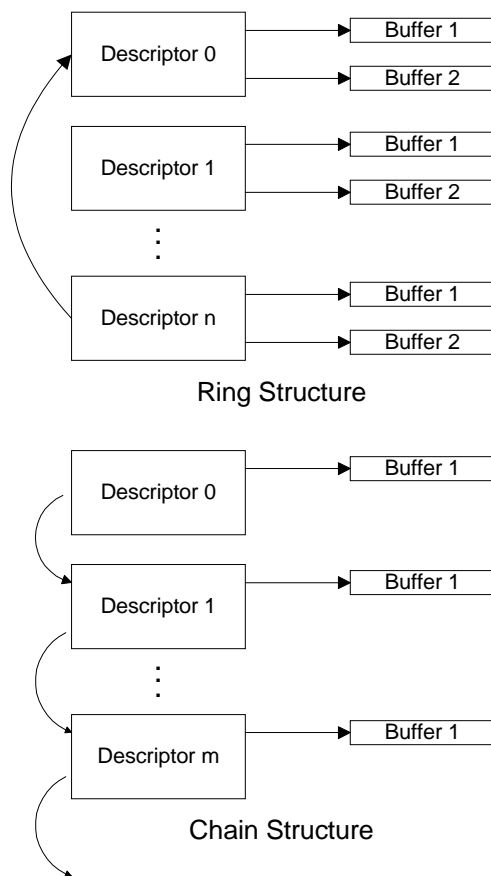 Descriptor 0
Buffer 1
Buffer 2
Descriptor 1
Buffer 1
Buffer 2
Descriptor n
Buffer 1
Buffer 2
Ring Structure
Descriptor 0
Buffer 1
Descriptor 1
Buffer 1
Descriptor m
Buffer 1
Chain Structure